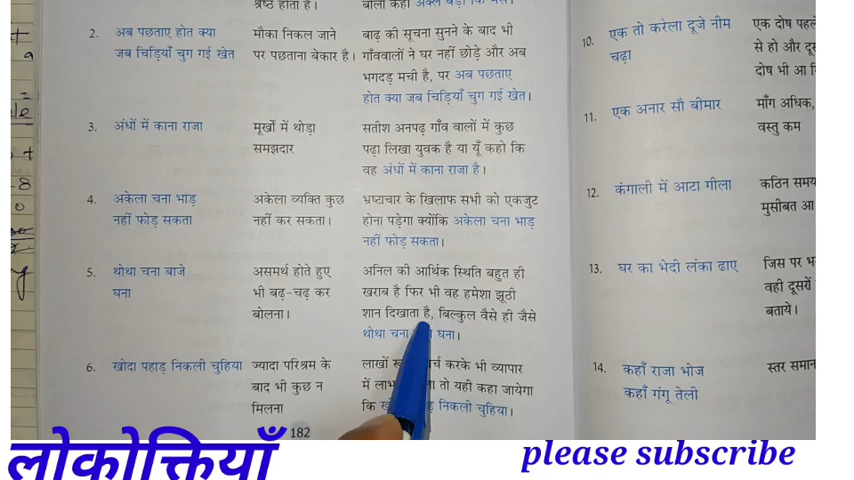 श्रेष्ठ होता है।
2. अब पछताए होत क्या मौका निकल जाने बाढ़ की सूचना सुनने के बाद भी
जब चिड़ियाँ चुग गई खेत पर पछताना बेकार है। गाँववालों ने घर नहीं छोड़े और अब
भगदड़ मची है, पर अब पछताए
होत क्या जब चिड़ियाँ चुग गई खेत।
3. अंधों में काना राजा मूर्खों में थोड़ा सतीश अनपढ़ गाँव वालों में कुछ
समझदार पढ़ा लिखा युवक है या यूँ कहो कि
वह अंधों में काना राजा है।
4. अकेला चना भाड़ अकेला व्यक्ति कुछ भ्रष्टाचार के खिलाफ सभी को एकजुट
नहीं फोड़ सकता नहीं कर सकता। होना पड़ेगा क्योंकि अकेला चना भाड़
नहीं फोड़ सकता।
5. थोथा चना बाजे असमर्थ होते हुए अनिल की आर्थिक स्थिति बहुत ही
घना भी बढ़-चढ़ कर खराब है फिर भी वह हमेशा झूठी
बोलना। शान दिखाता है, बिल्कुल वैसे ही जैसे
थोथा चना घना।
6. खोदा पहाड़ निकली चुहिया ज्यादा परिश्रम के लाखों करके भी व्यापार
बाद भी कुछ न में तो यही कहा जायेगा
मिलना कि निकली चुहिया।
182
10. एक तो करेला दूजे नीम एक दोष पहले
चढ़ा से हो और
दोष भी आ
11. एक अनार सौ बीमार माँग अधिक,
वस्तु कम
12. कंगाली में आटा गीला कठिन समय
मुसीबत आ
13. घर का भेदी लंका ढाए जिस पर
वही दूसरों
बताये।
14. कहाँ राजा भोज स्तर समान
कहाँ गंगू तेली
लोकोक्तियाँ
please subscribe